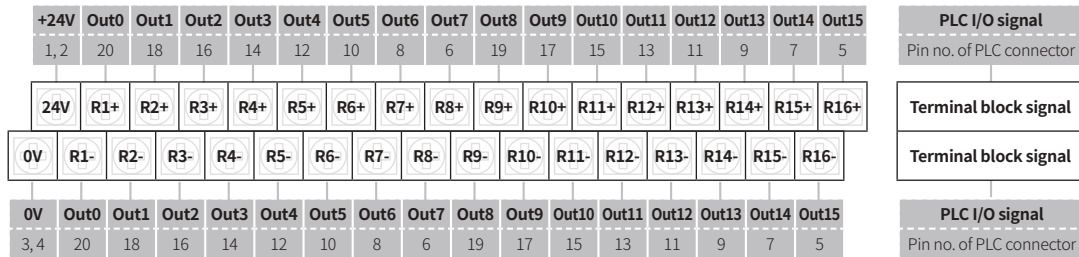 +24V Out0 Out1 Out2 Out3 Out4 Out5 Out6 Out7 Out8 Out9 Out10 Out11 Out12 Out13 Out14 Out15 PLC I/O signal
1, 2 20 18 16 14 12 10 8 6 19 17 15 13 11 9 7 5 Pin no. of PLC connector
24V R1+ R2+ R3+ R4+ R5+ R6+ R7+ R8+ R9+ R10+ R11+ R12+ R13+ R14+ R15+ R16+ Terminal block signal
0V R1- R2- R3- R4- R5- R6- R7- R8- R9- R10- R11- R12- R13- R14- R15- R16- Terminal block signal
0V Out0 Out1 Out2 Out3 Out4 Out5 Out6 Out7 Out8 Out9 Out10 Out11 Out12 Out13 Out14 Out15 PLC I/O signal
3, 4 20 18 16 14 12 10 8 6 19 17 15 13 11 9 7 5 Pin no. of PLC connector